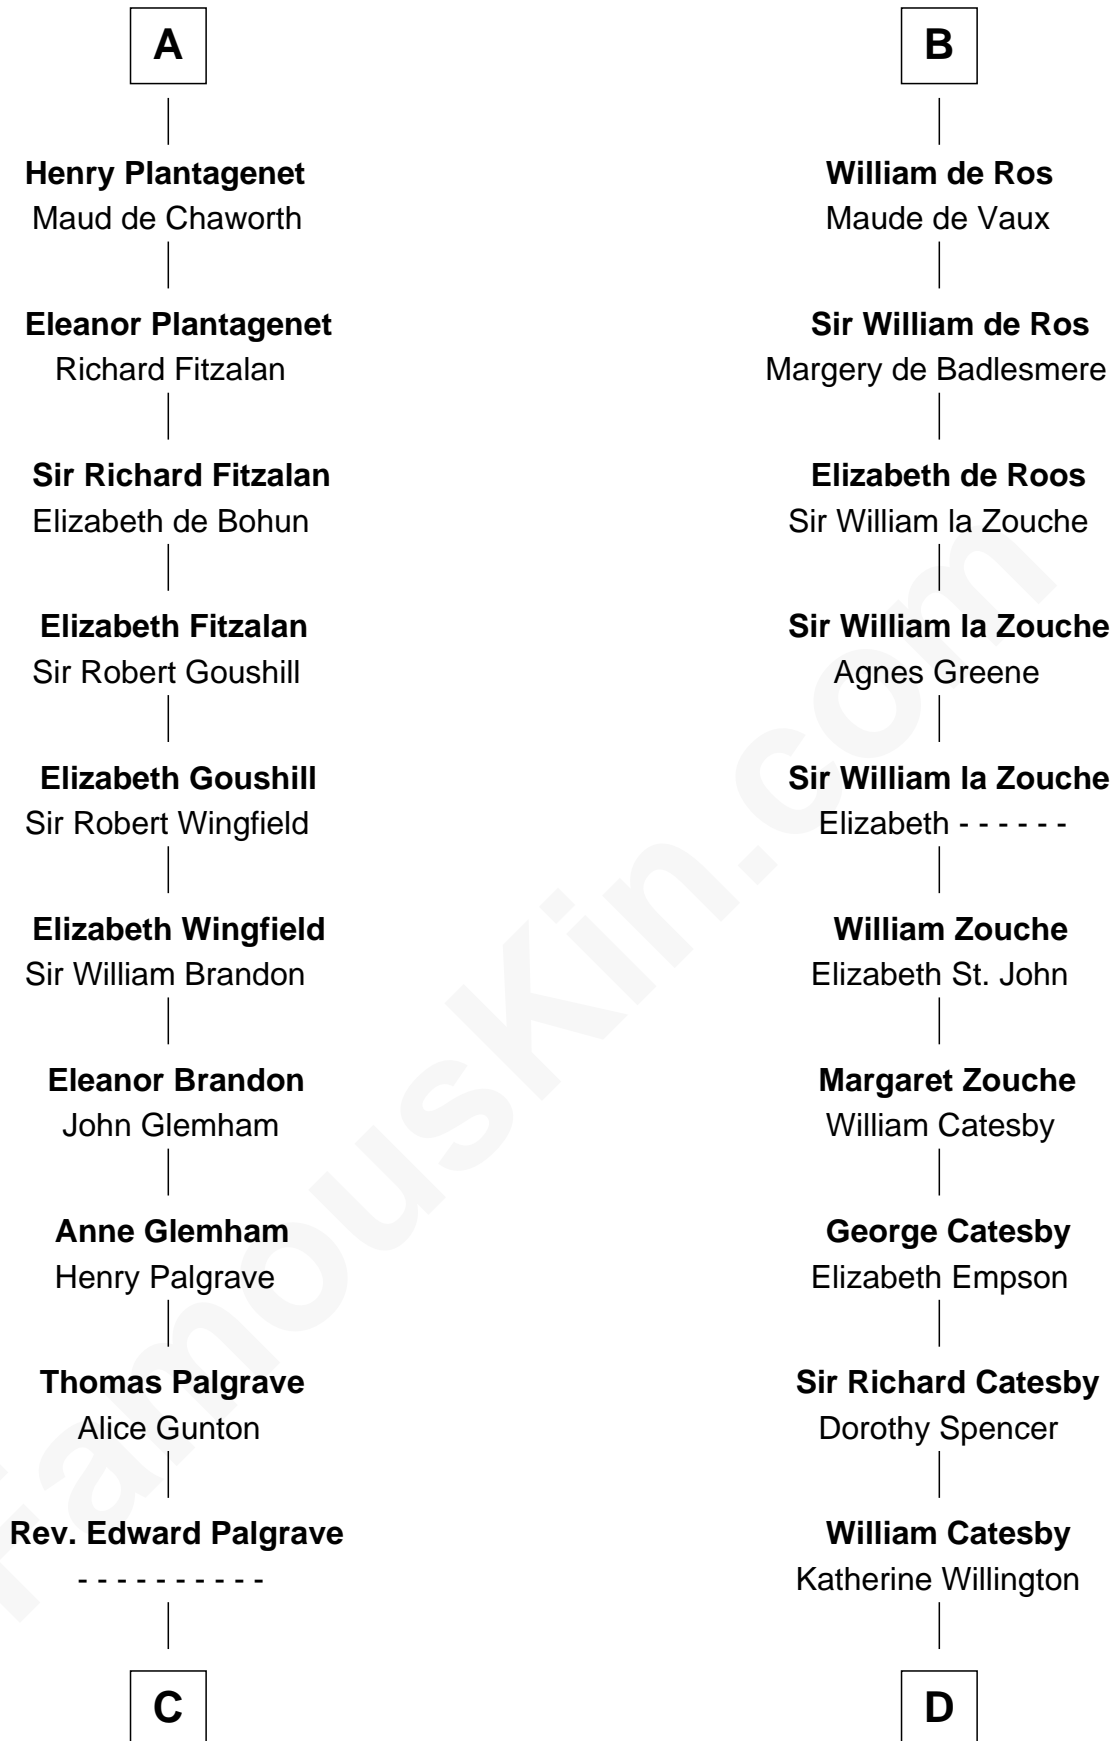 A
Henry Plantagenet
Maud de Chaworth
Eleanor Plantagenet
Richard Fitzalan
Sir Richard Fitzalan
Elizabeth de Bohun
Elizabeth Fitzalan
Sir Robert Goushill
Elizabeth Goushill
Sir Robert Wingfield
Elizabeth Wingfield
Sir William Brandon
Eleanor Brandon
John Glemham
Anne Glemham
Henry Palgrave
Thomas Palgrave
Alice Gunton
Rev. Edward Palgrave
- - - - - - - - - -
C
B
William de Ros
Maude de Vaux
Sir William de Ros
Margery de Badlesmere
Elizabeth de Roos
Sir William la Zouche
Sir William la Zouche
Agnes Greene
Sir William la Zouche
Elizabeth - - - - - -
William Zouche
Elizabeth St. John
Margaret Zouche
William Catesby
George Catesby
Elizabeth Empson
Sir Richard Catesby
Dorothy Spencer
William Catesby
Katherine Willington
D
FamousKin.com